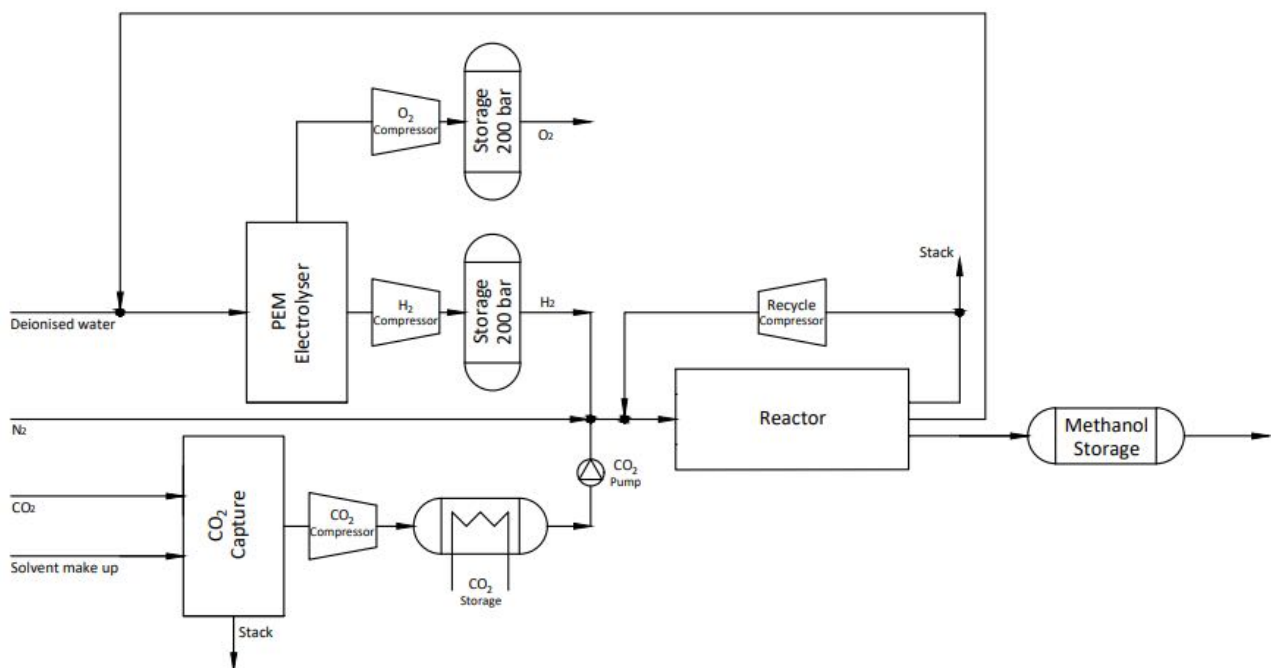 O₂
Compressor
Storage
200 bar
O₂
Stack
Deionised water
PEM
Electrolyser
H₂
Compressor
Storage
200 bar
H₂
Recycle
Compressor
N₂
Reactor
Methanol
Storage
CO₂
Pump
CO₂
CO₂
Capture
CO₂
Compressor
Solvent make up
CO₂
Storage
Stack